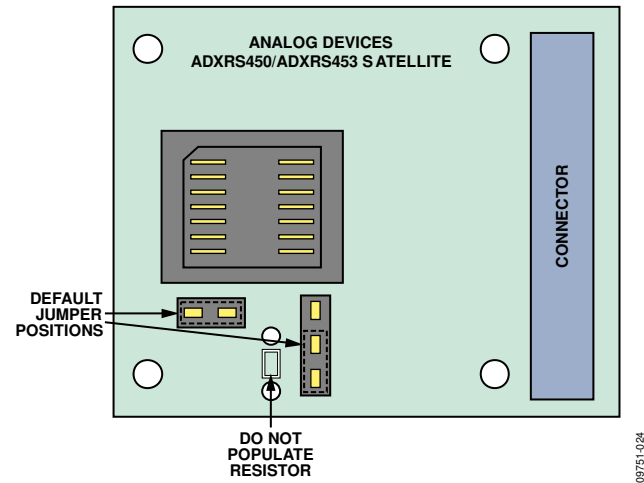 ANALOG DEVICES
ADXRS450/ADXRS453 S ATELLITE
CONNECTOR
DEFAULT
JUMPER
POSITIONS
DO NOT
POPULATE
RESISTOR
09751-024